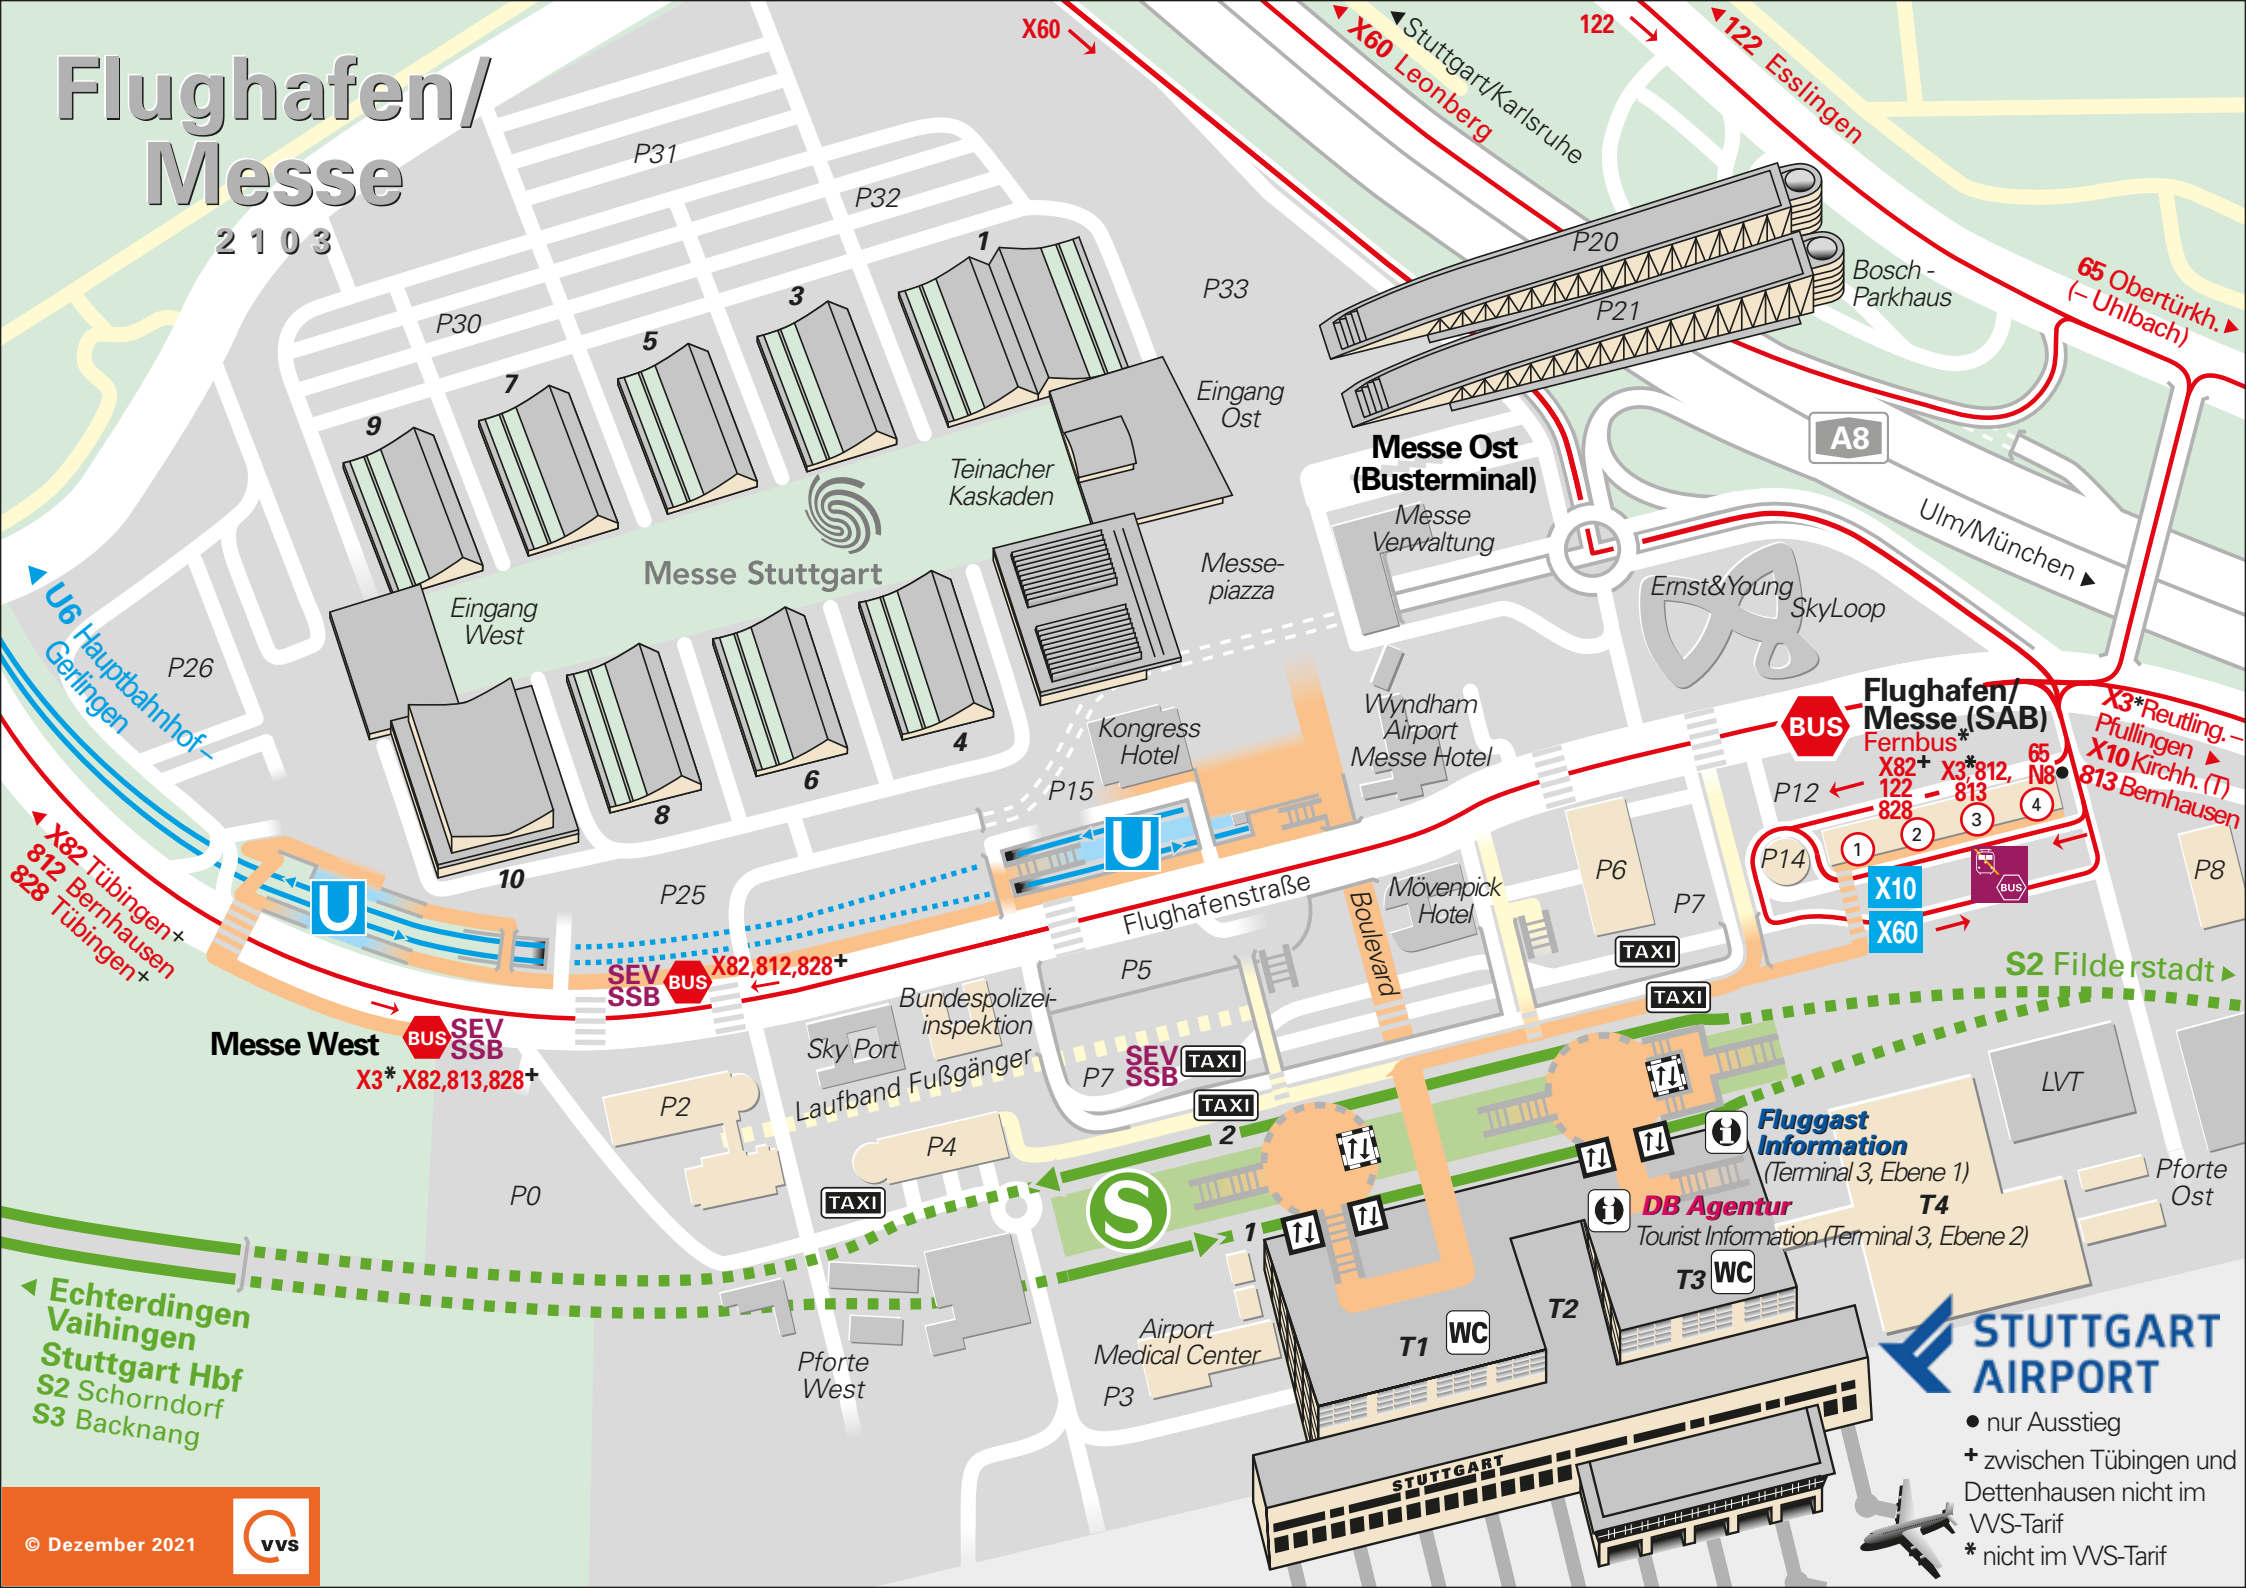 Flughafen/
Messe
2103
X60
X60 Leonberg
Stuttgart/Karlsruhe
122
122 Esslingen
P31
P32
P33
P30
P20
P21
Bosch-
Parkhaus
65 Obertürkh.
(– Uhlbach)
1
3
5
7
9
Eingang
Ost
A8
Ulm/München
Messe Ost
(Busterminal)
Messe
Verwaltung
Teinacher
Kaskaden
Messe Stuttgart
Messe-
piazza
Ernst&Young
SkyLoop
Eingang
West
P26
U6 Hauptbahnhof –
Gerlingen
4
6
8
10
Kongress
Hotel
Wyndham
Airport
Messe Hotel
P15
BUS
Flughafen/
Messe (SAB)
Fernbus*
X82+
122
828
X3*,812,
813
65
N8
X3*Reutling. –
Pfullingen
X10 Kirchh. (T)
813 Bernhausen
P12
P14
1
2
3
4
X10
X60
BUS
P8
P6
P7
U
U
P25
Flughafenstraße
Boulevard
Mövenpick
Hotel
TAXI
TAXI
S2 Filderstadt
X82 Tübingen+
812 Bernhausen
828 Tübingen+
SEV
SSB
BUS
X82,812,828+
P5
Messe West
BUS
SEV
SSB
X3*,X82,813,828+
Bundespolizei-
inspektion
Sky Port
Laufband Fußgänger
P7
SEV
SSB
TAXI
TAXI
P2
P4
P0
TAXI
2
S
1
Fluggast
Information
(Terminal 3, Ebene 1)
DB Agentur
Tourist Information (Terminal 3, Ebene 2)
T4
LVT
Pforte
Ost
T3
WC
T2
T1
WC
Airport
Medical Center
P3
Pforte
West
Echterdingen
Vaihingen
Stuttgart Hbf
S2 Schorndorf
S3 Backnang
STUTTGART
STUTTGART
AIRPORT
● nur Ausstieg
+ zwischen Tübingen und
Dettenhausen nicht im
VVS-Tarif
* nicht im VVS-Tarif
© Dezember 2021
vvs